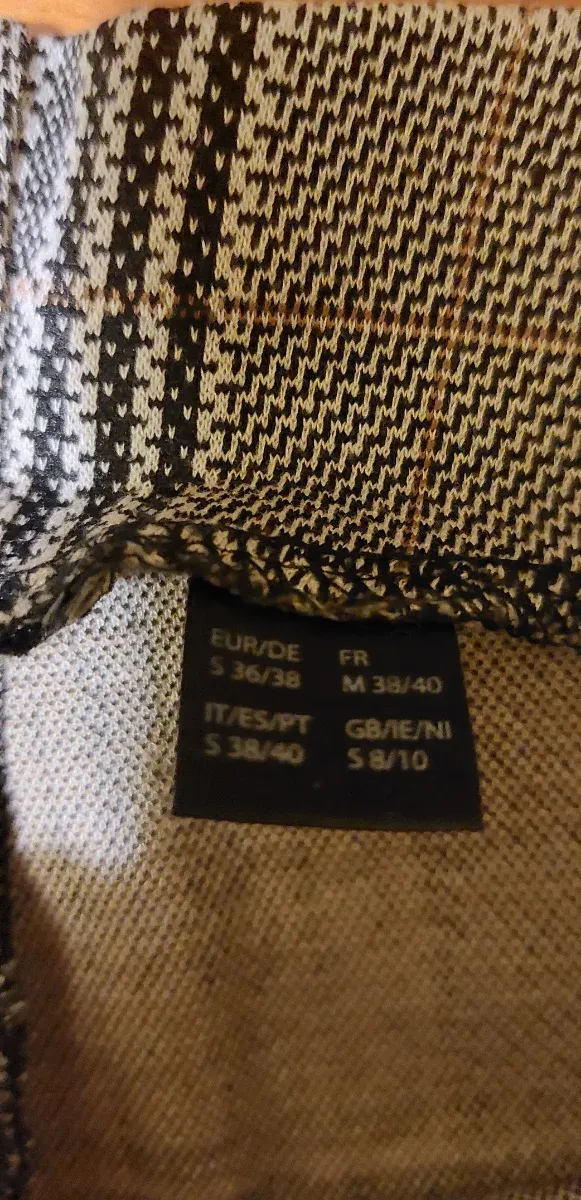 EUR/DE FR
S 36/38 M 38/40
IT/ES/PT GB/IE/NI
S 38/40 S 8/10